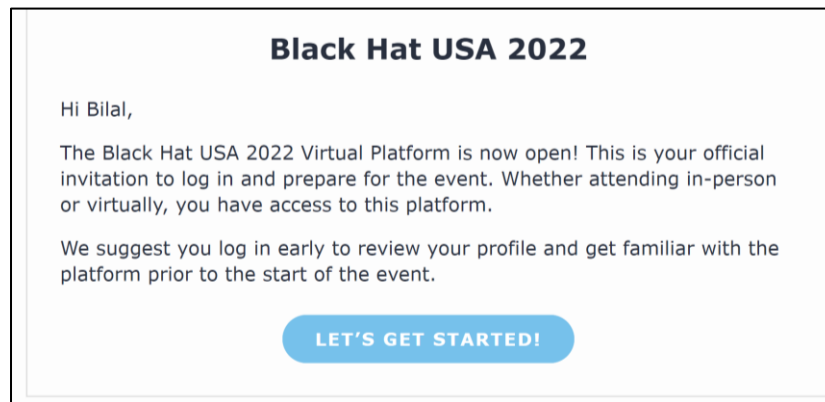 Black Hat USA 2022
Hi Bilal,
The Black Hat USA 2022 Virtual Platform is now open! This is your official
invitation to log in and prepare for the event. Whether attending in-person
or virtually, you have access to this platform.
We suggest you log in early to review your profile and get familiar with the
platform prior to the start of the event.
LET’S GET STARTED!